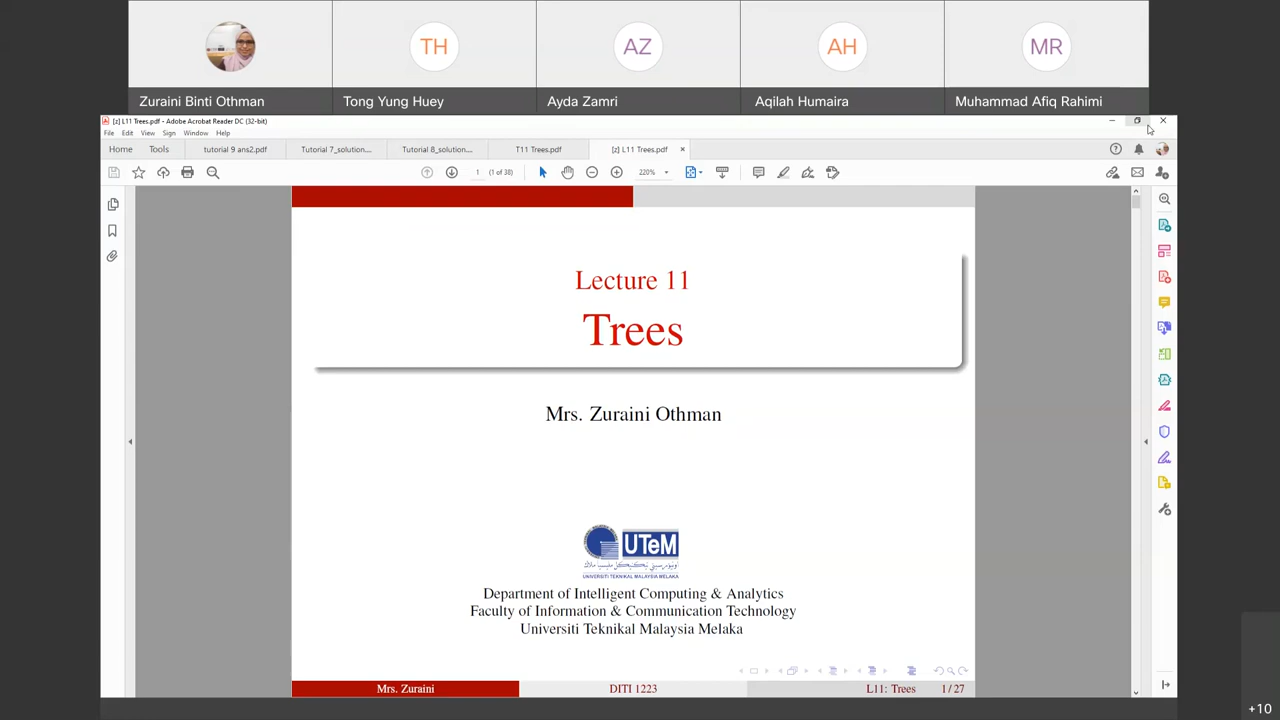 TH
AZ
AH
MR
Zuraini Binti Othman
Tong Yung Huey
Ayda Zamri
Aqilah Humaira
Muhammad Afiq Rahimi
[z] L11 Trees.pdf - Adobe Acrobat Reader DC (32-bit)
File Edit View Sign Window Help
Home Tools tutorial 9 ans2.pdf Tutorial 7_solution.... Tutorial 8_solution.... T11 Trees.pdf [z] L11 Trees.pdf
1 (1 of 38) 220%
Lecture 11
Trees
Mrs. Zuraini Othman
UTeM
UNIVERSITI TEKNIKAL MALAYSIA MELAKA
Department of Intelligent Computing & Analytics
Faculty of Information & Communication Technology
Universiti Teknikal Malaysia Melaka
Mrs. Zuraini DITI 1223 L11: Trees 1 / 27
+10